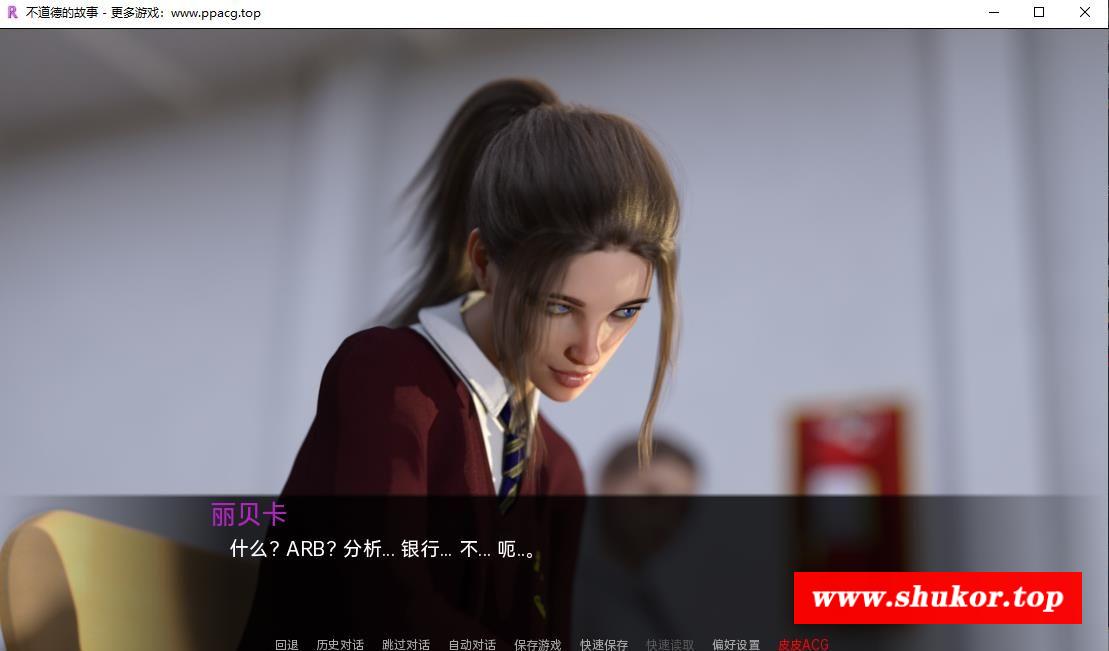 不道德的故事 - 更多游戏：www.ppacg.top
丽贝卡
什么？ARB？分析... 银行... 不... 呃..。
www.shukor.top
回退 历史对话 跳过对话 自动对话 保存游戏 快速保存 快速读取 偏好设置 皮皮ACG